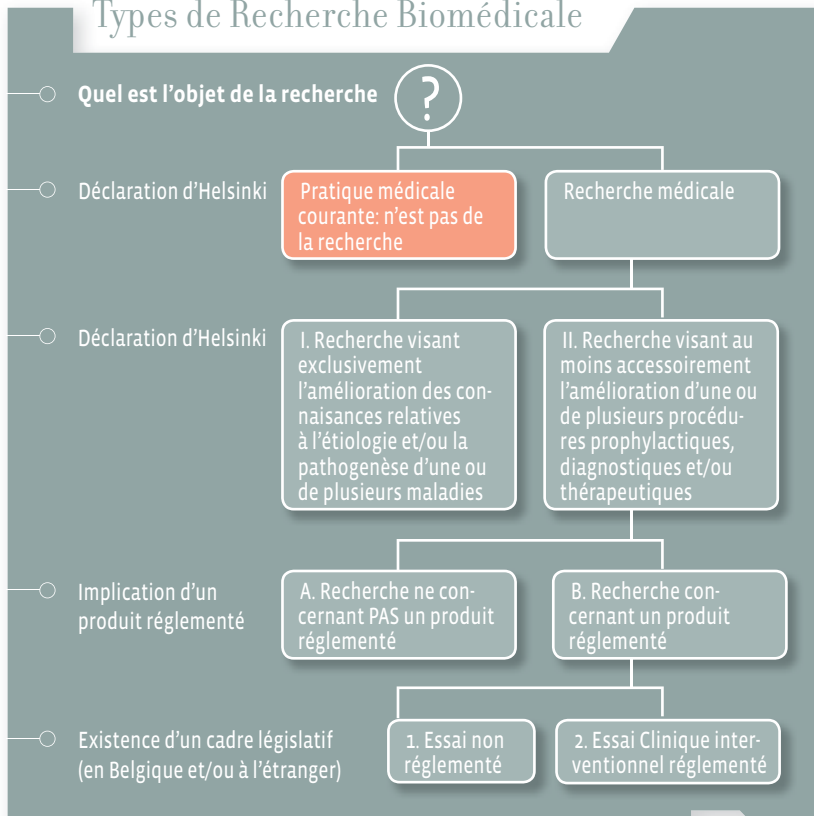 Types de Recherche Biomédicale
Quel est l'objet de la recherche
?
Déclaration d'Helsinki
Pratique médicale
courante: n'est pas de
la recherche
Recherche médicale
Déclaration d'Helsinki
I. Recherche visant
exclusivement
l'amélioration des con-
naisances relatives
à l'étiologie et/ou la
pathogenèse d'une ou
de plusieurs maladies
II. Recherche visant au
moins accessoirement
l'amélioration d'une ou
de plusieurs procédu-
res prophylactiques,
diagnostiques et/ou
thérapeutiques
Implication d'un
produit réglementé
A. Recherche ne con-
cernant PAS un produit
réglementé
B. Recherche con-
cernant un produit
réglementé
Existence d'un cadre législatif
(en Belgique et/ou à l'étranger)
1. Essai non
réglementé
2. Essai Clinique inter-
ventionnel réglementé